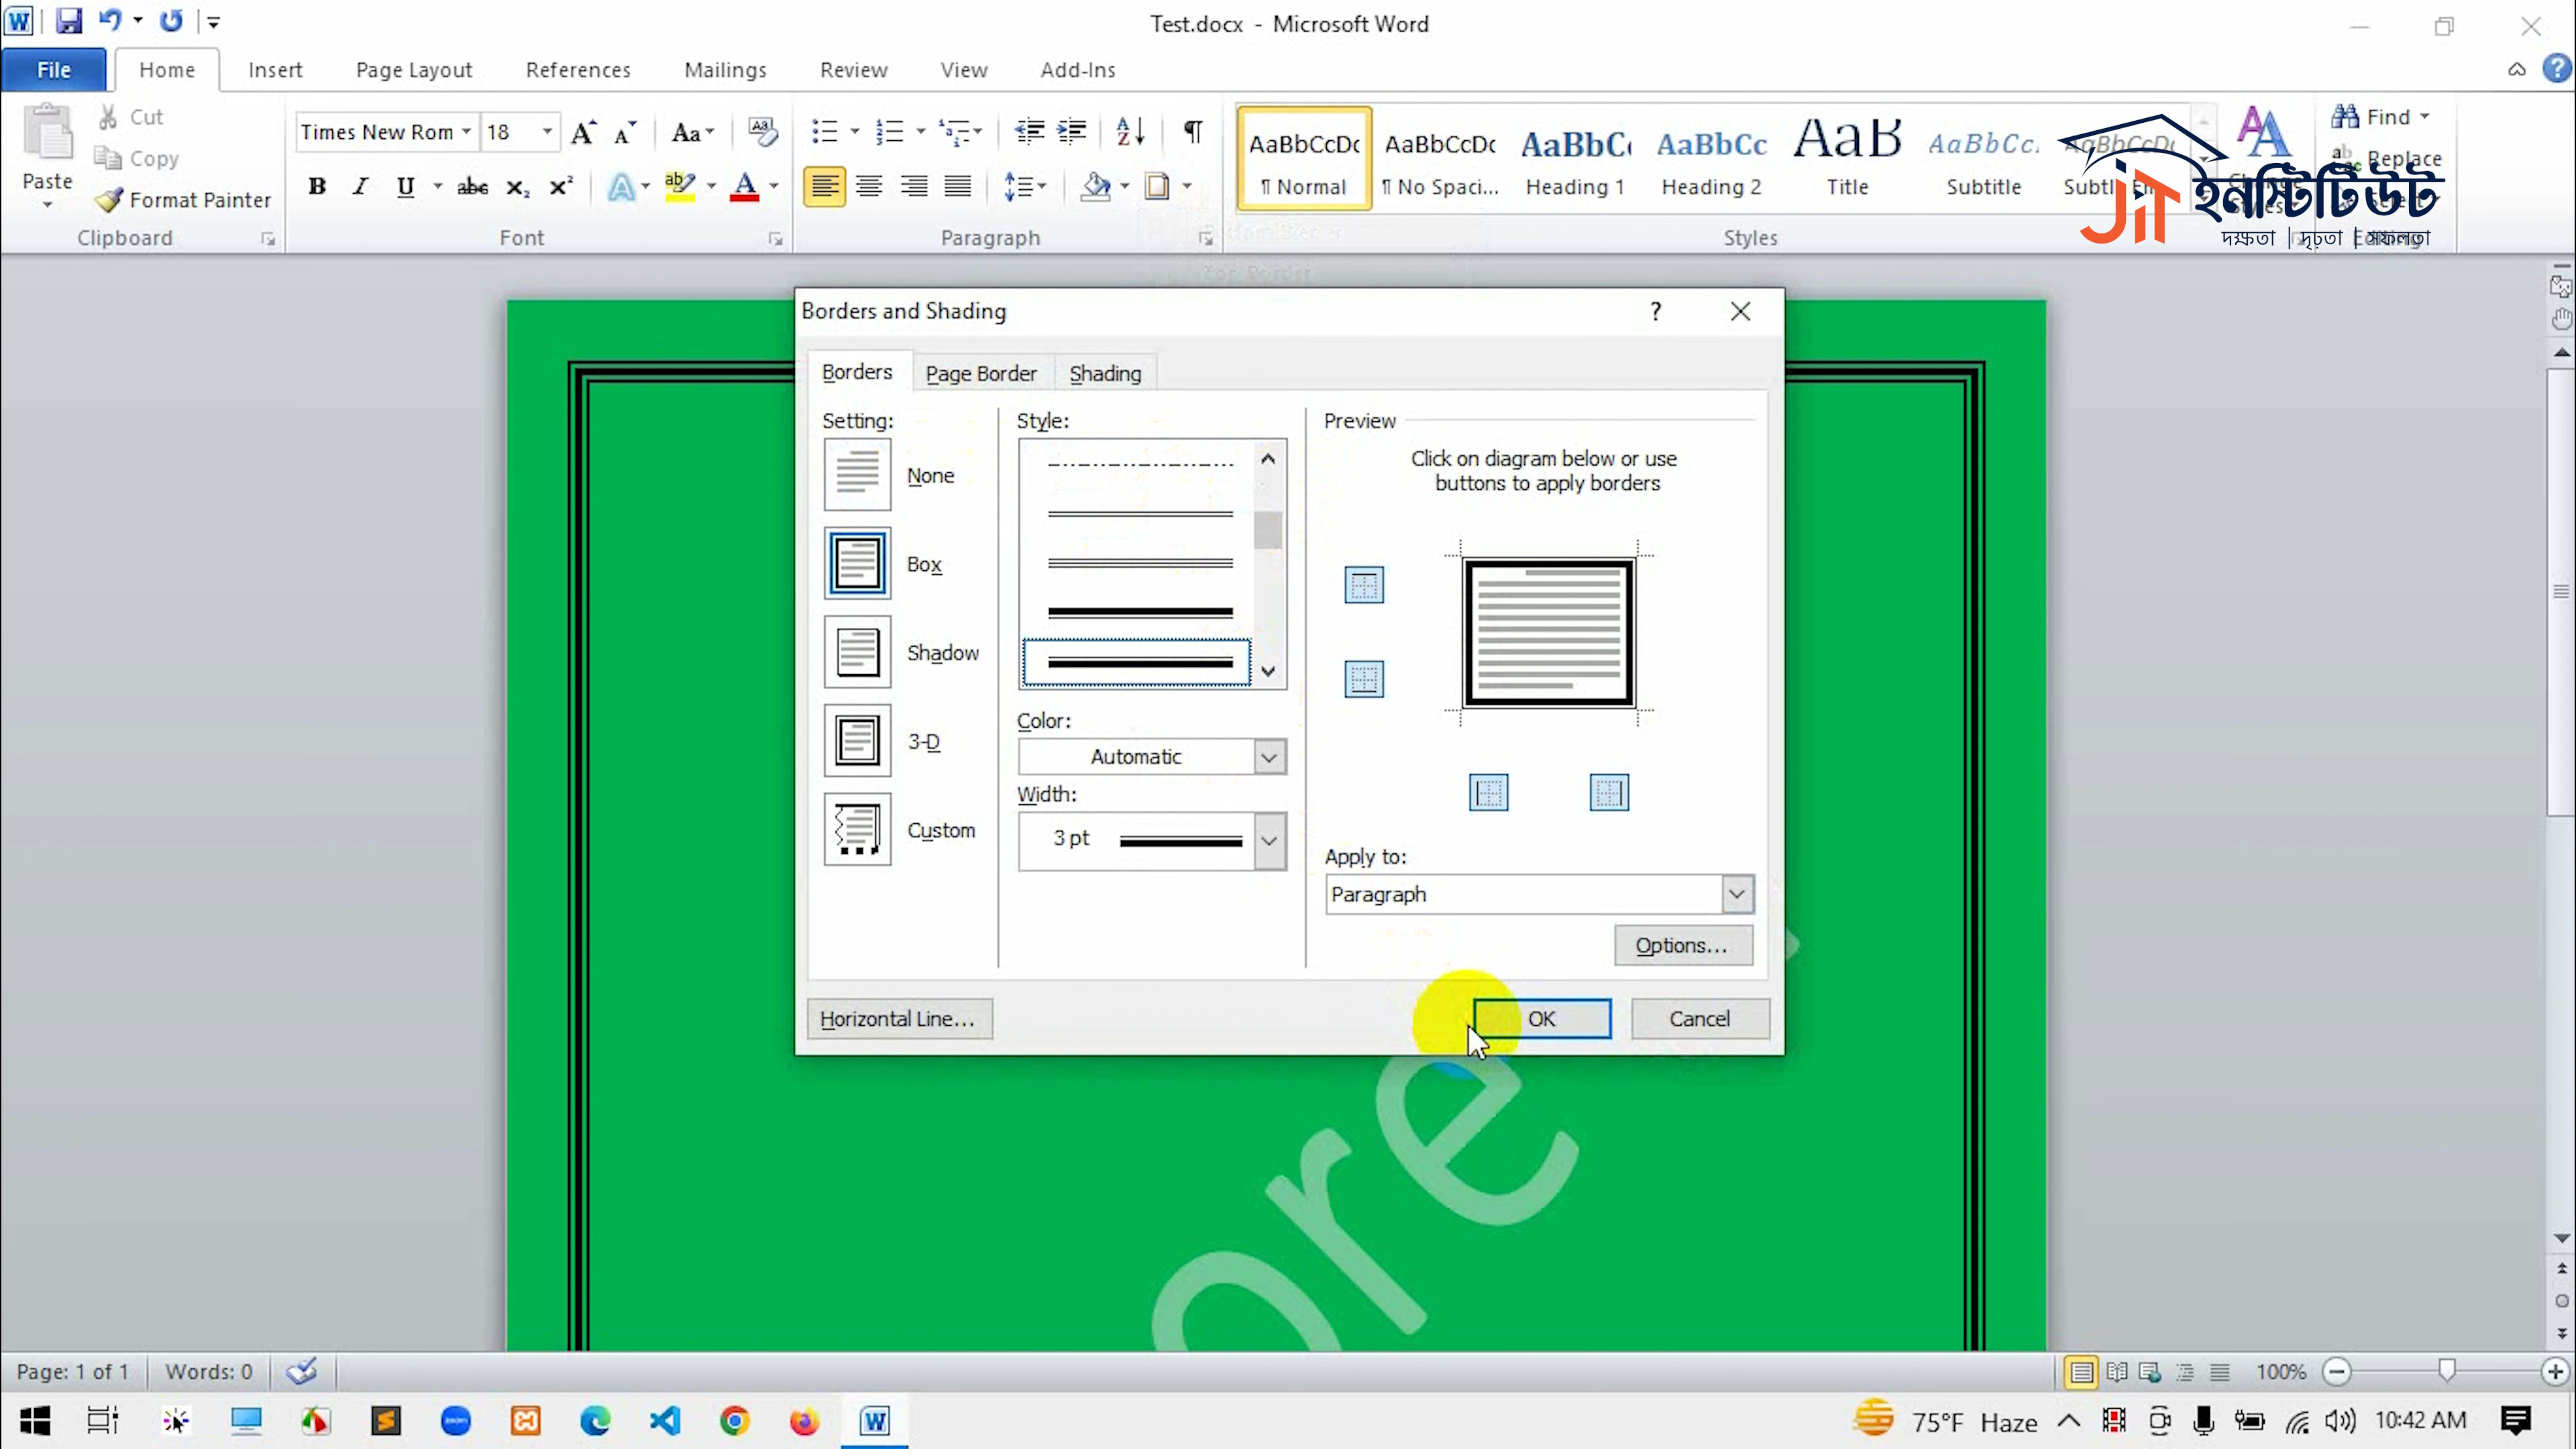 Test.docx - Microsoft Word
File Home Insert Page Layout References Mailings Review View Add-Ins
Paste
Cut
Copy
Format Painter
Clipboard
Times New Rom 18
Font
Paragraph
AaBbCcDc AaBbCcDc AaBbC AaBbCc AaB AaBbCc.
¶ Normal ¶ No Spaci... Heading 1 Heading 2 Title Subtitle
Styles
Find
Replace
JiT ইনস্টিটিউট
দক্ষতা | দৃঢ়তা | সফলতা
Borders and Shading
Borders Page Border Shading
Setting:
None
Box
Shadow
3-D
Custom
Style:
Color:
Automatic
Width:
3 pt
Preview
Click on diagram below or use
buttons to apply borders
Apply to:
Paragraph
Options...
Horizontal Line...
OK Cancel
ore
Page: 1 of 1 Words: 0
100%
75°F Haze 10:42 AM